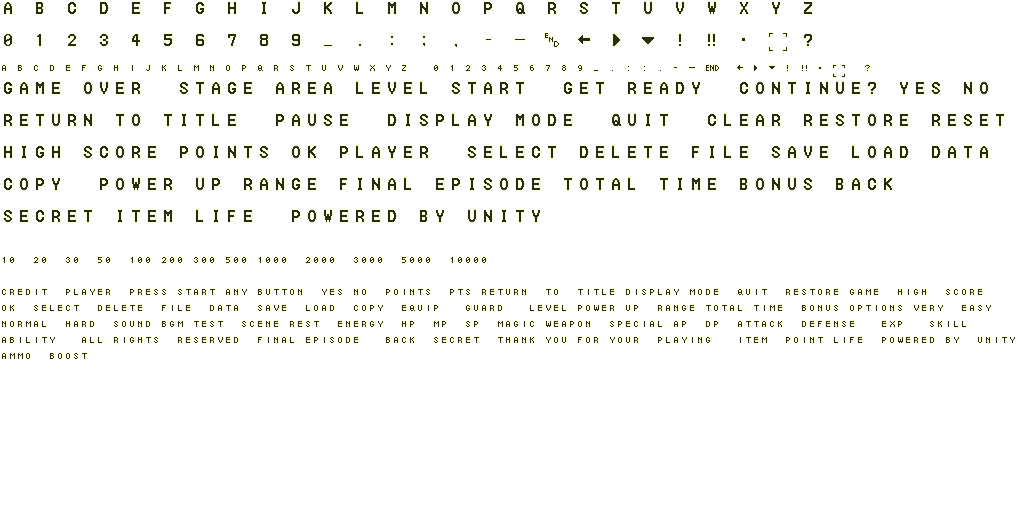 A B C D E F G H I J K L M N O P Q R S T U V W X Y Z
0 1 2 3 4 5 6 7 8 9 _ . : ; , - — END ← ▶ ▼ ! !! · ?
A B C D E F G H I J K L M N O P Q R S T U V W X Y Z 0 1 2 3 4 5 6 7 8 9 _ . : : . - — END ← ▶ ▼ ! !! · ?
GAME OVER STAGE AREA LEVEL START GET READY CONTINUE? YES NO
RETURN TO TITLE PAUSE DISPLAY MODE QUIT CLEAR RESTORE RESET
HIGH SCORE POINTS OK PLAYER SELECT DELETE FILE SAVE LOAD DATA
COPY POWER UP RANGE FINAL EPISODE TOTAL TIME BONUS BACK
SECRET ITEM LIFE POWERED BY UNITY
10 20 30 50 100 200 300 500 1000 2000 3000 5000 10000
CREDIT PLAYER PRESS START ANY BUTTON YES NO POINTS PTS RETURN TO TITLE DISPLAY MODE QUIT RESTORE GAME HIGH SCORE
OK SELECT DELETE FILE DATA SAVE LOAD COPY EQUIP GUARD LEVEL POWER UP RANGE TOTAL TIME BONUS OPTIONS VERY EASY
NORMAL HARD SOUND BGM TEST SCENE REST ENERGY HP MP SP MAGIC WEAPON SPECIAL AP DP ATTACK DEFENSE EXP SKILL
ABILITY ALL RIGHTS RESERVED FINAL EPISODE BACK SECRET THANK YOU FOR YOUR PLAYING ITEM POINT LIFE POWERED BY UNITY
AMMO BOOST